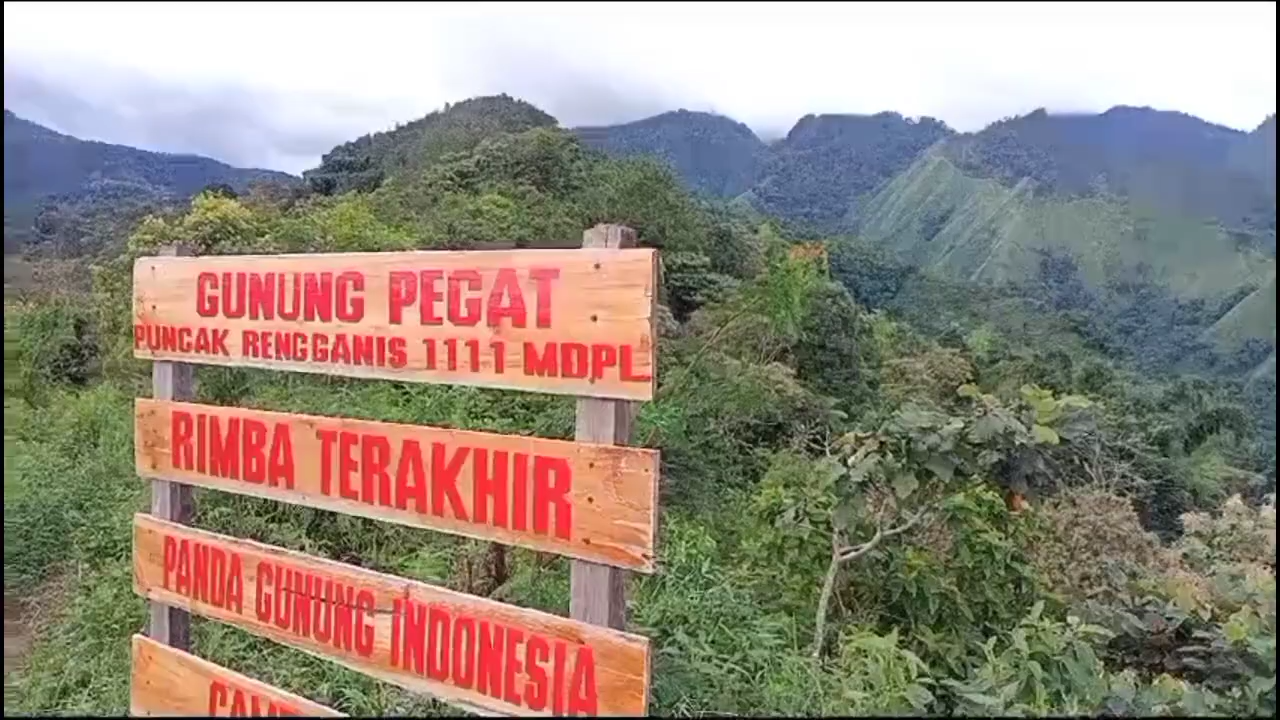 GUNUNG PEGAT
PUNCAK RENGGANIS 1111 MDPL
RIMBA TERAKHIR
PANDA GUNUNG INDONESIA